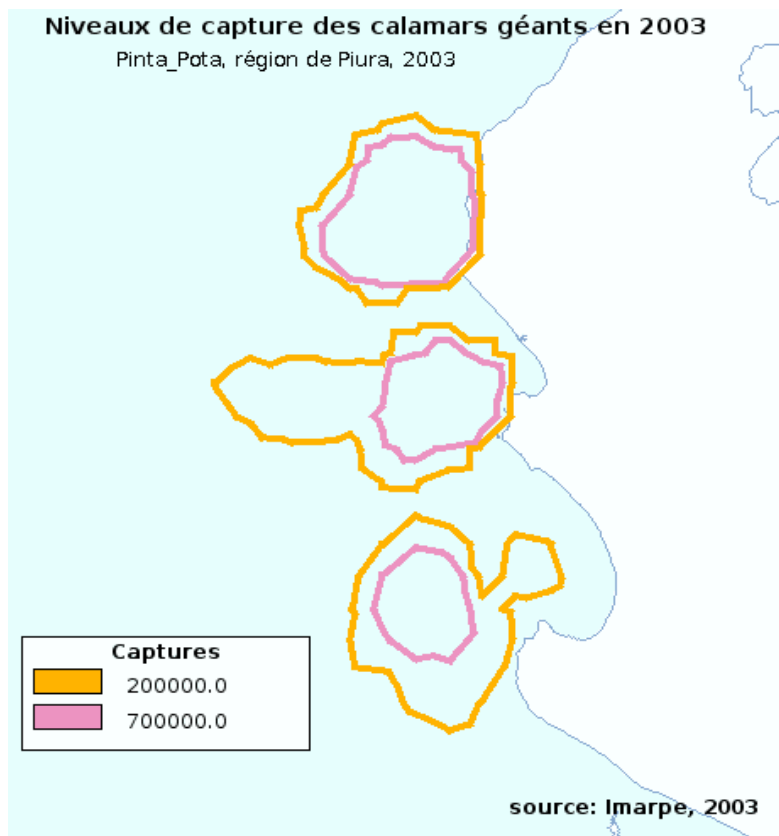 Niveaux de capture des calamars géants en 2003
Pinta_Pota, région de Piura, 2003
Captures
200000.0
700000.0
source: Imarpe, 2003